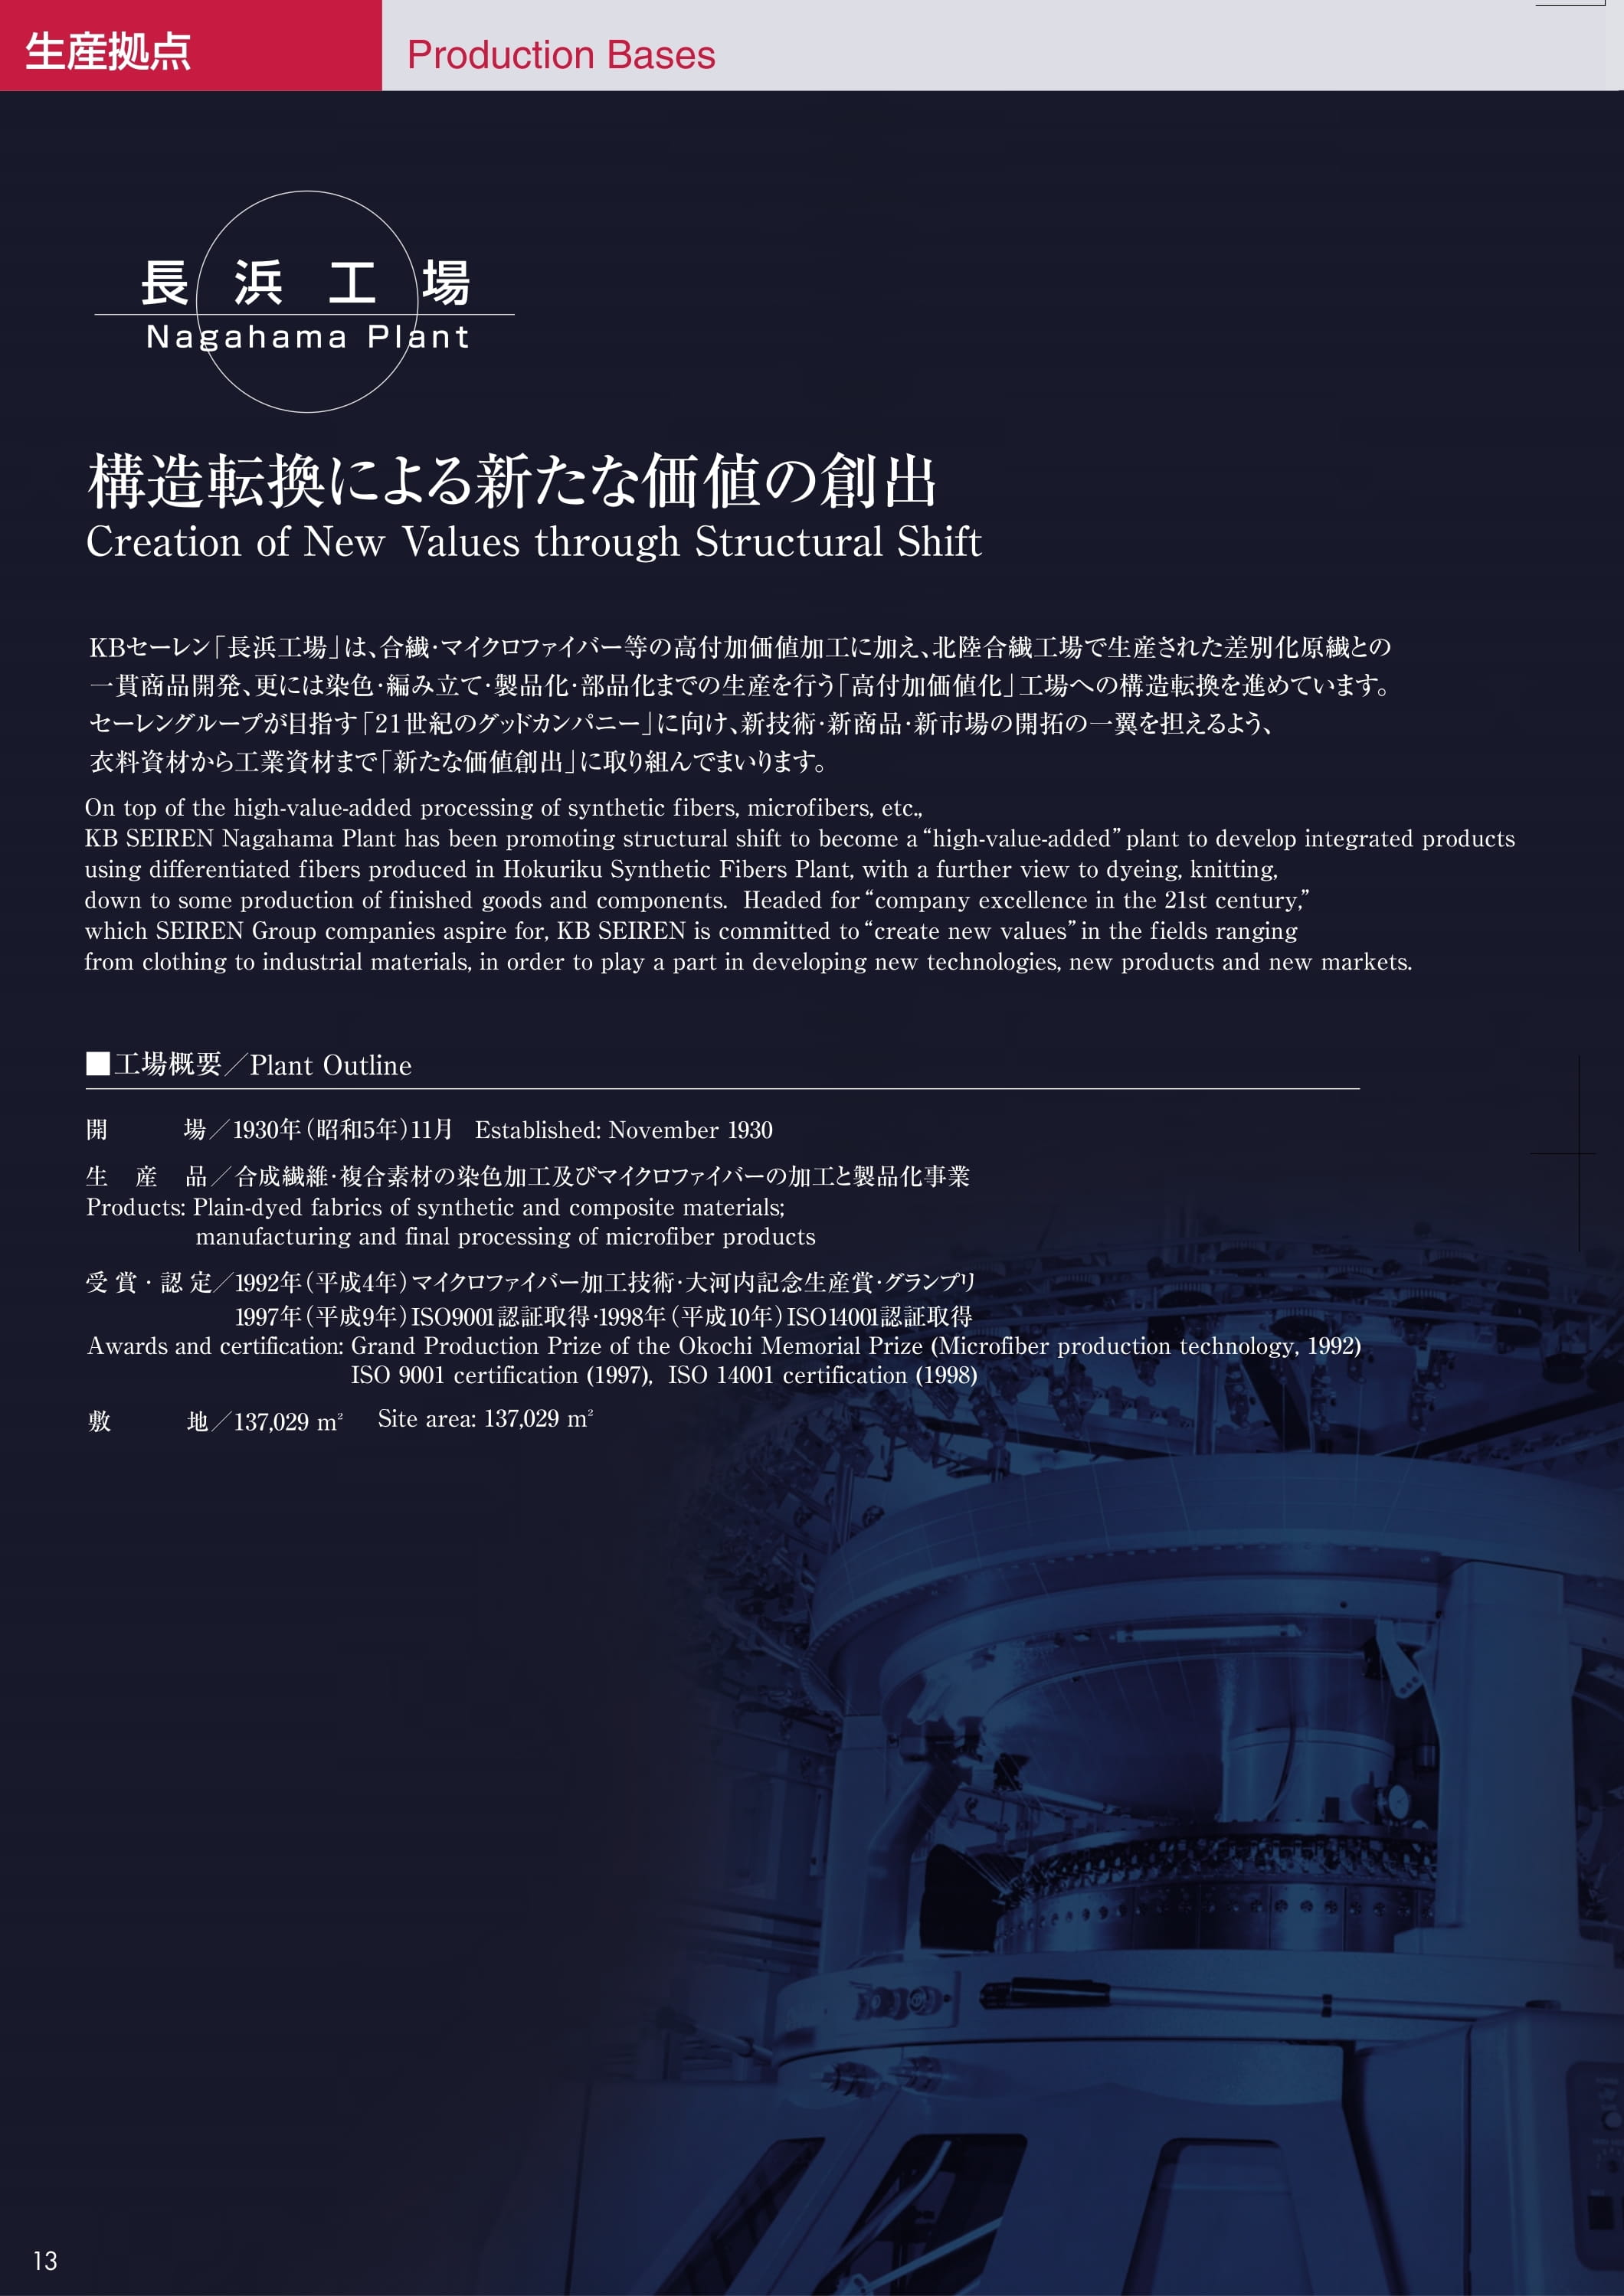 生産拠点
Production Bases
長浜工場
Nagahama Plant
構造転換による新たな価値の創出
Creation of New Values through Structural Shift
KBセーレン「長浜工場」は、合繊・マイクロファイバー等の高付加価値加工に加え、北陸合繊工場で生産された差別化原繊との
一貫商品開発、更には染色・編み立て・製品化・部品化までの生産を行う「高付加価値化」工場への構造転換を進めています。
セーレングループが目指す「21世紀のグッドカンパニー」に向け、新技術・新商品・新市場の開拓の一翼を担えるよう、
衣料資材から工業資材まで「新たな価値創出」に取り組んでまいります。
On top of the high-value-added processing of synthetic fibers, microfibers, etc.,
KB SEIREN Nagahama Plant has been promoting structural shift to become a “high-value-added” plant to develop integrated products
using differentiated fibers produced in Hokuriku Synthetic Fibers Plant, with a further view to dyeing, knitting,
down to some production of finished goods and components. Headed for “company excellence in the 21st century,”
which SEIREN Group companies aspire for, KB SEIREN is committed to “create new values” in the fields ranging
from clothing to industrial materials, in order to play a part in developing new technologies, new products and new markets.
■工場概要／Plant Outline
開　場／1930年（昭和5年）11月 Established: November 1930
生産品／合成繊維・複合素材の染色加工及びマイクロファイバーの加工と製品化事業
Products: Plain-dyed fabrics of synthetic and composite materials;
manufacturing and final processing of microfiber products
受賞・認定／1992年（平成4年）マイクロファイバー加工技術・大河内記念生産賞・グランプリ
1997年（平成9年）ISO9001認証取得・1998年（平成10年）ISO14001認証取得
Awards and certification: Grand Production Prize of the Okochi Memorial Prize (Microfiber production technology, 1992)
ISO 9001 certification (1997), ISO 14001 certification (1998)
敷　地／137,029 m² Site area: 137,029 m²
13